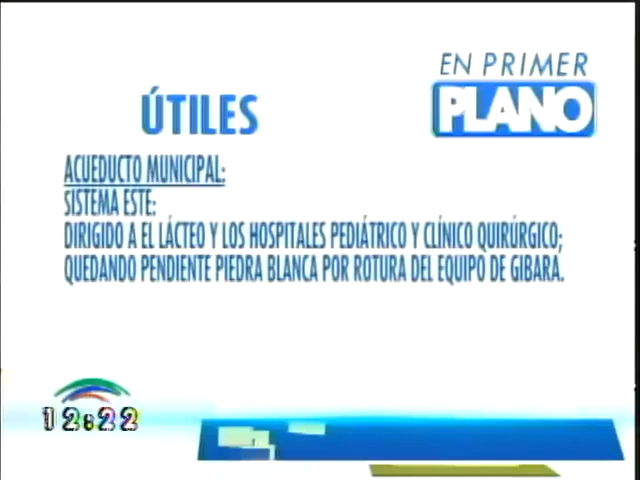 EN PRIMER
PLANO
ÚTILES
ACUEDUCTO MUNICIPAL:
SISTEMA ESTE:
DIRIGIDO A EL LÁCTEO Y LOS HOSPITALES PEDIÁTRICO Y CLÍNICO QUIRÚRGICO;
QUEDANDO PENDIENTE PIEDRA BLANCA POR ROTURA DEL EQUIPO DE GIBARA.
12:22